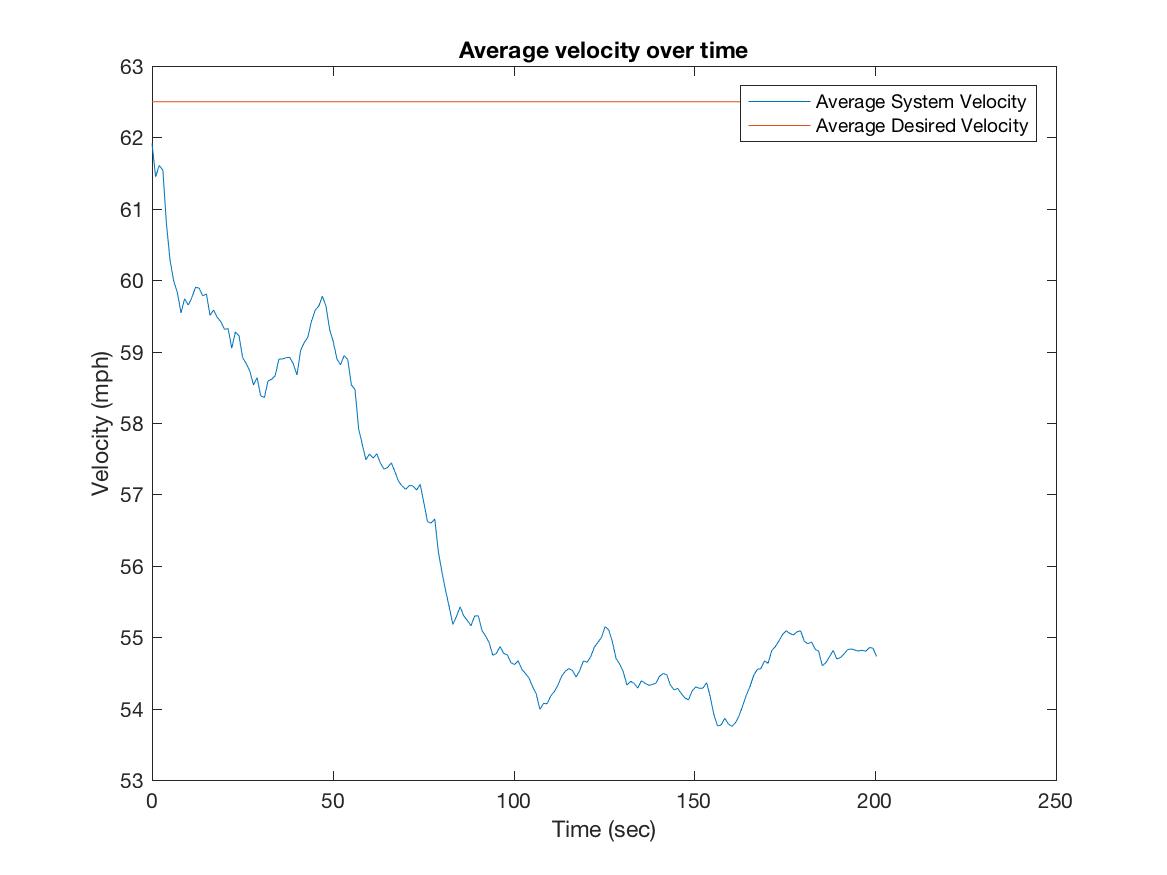 Average velocity over time
63
Average System Velocity
Average Desired Velocity
62
61
60
59
58
57
56
55
54
53
Velocity (mph)
0 50 100 150 200 250
Time (sec)